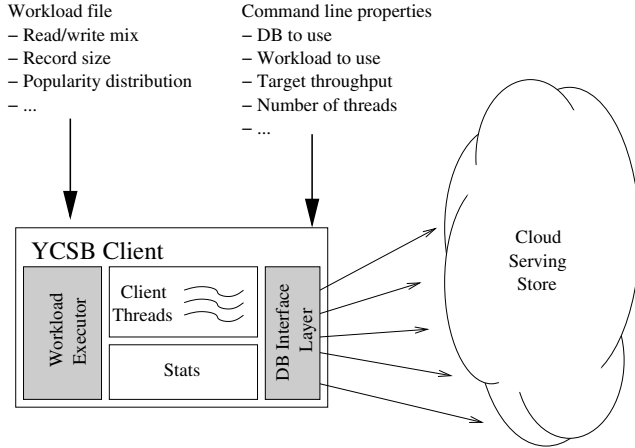 Workload file
− Read/write mix
− Record size
− Popularity distribution
− ...
Command line properties
− DB to use
− Workload to use
− Target throughput
− Number of threads
− ...
YCSB Client
Workload
Executor
Client
Threads
Stats
DB Interface
Layer
Cloud
Serving
Store